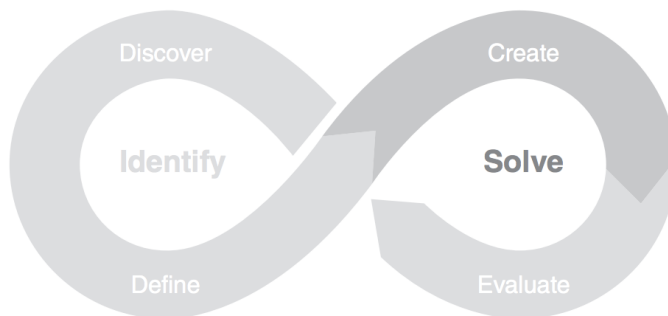 Discover
Create
Identify
Solve
Define
Evaluate